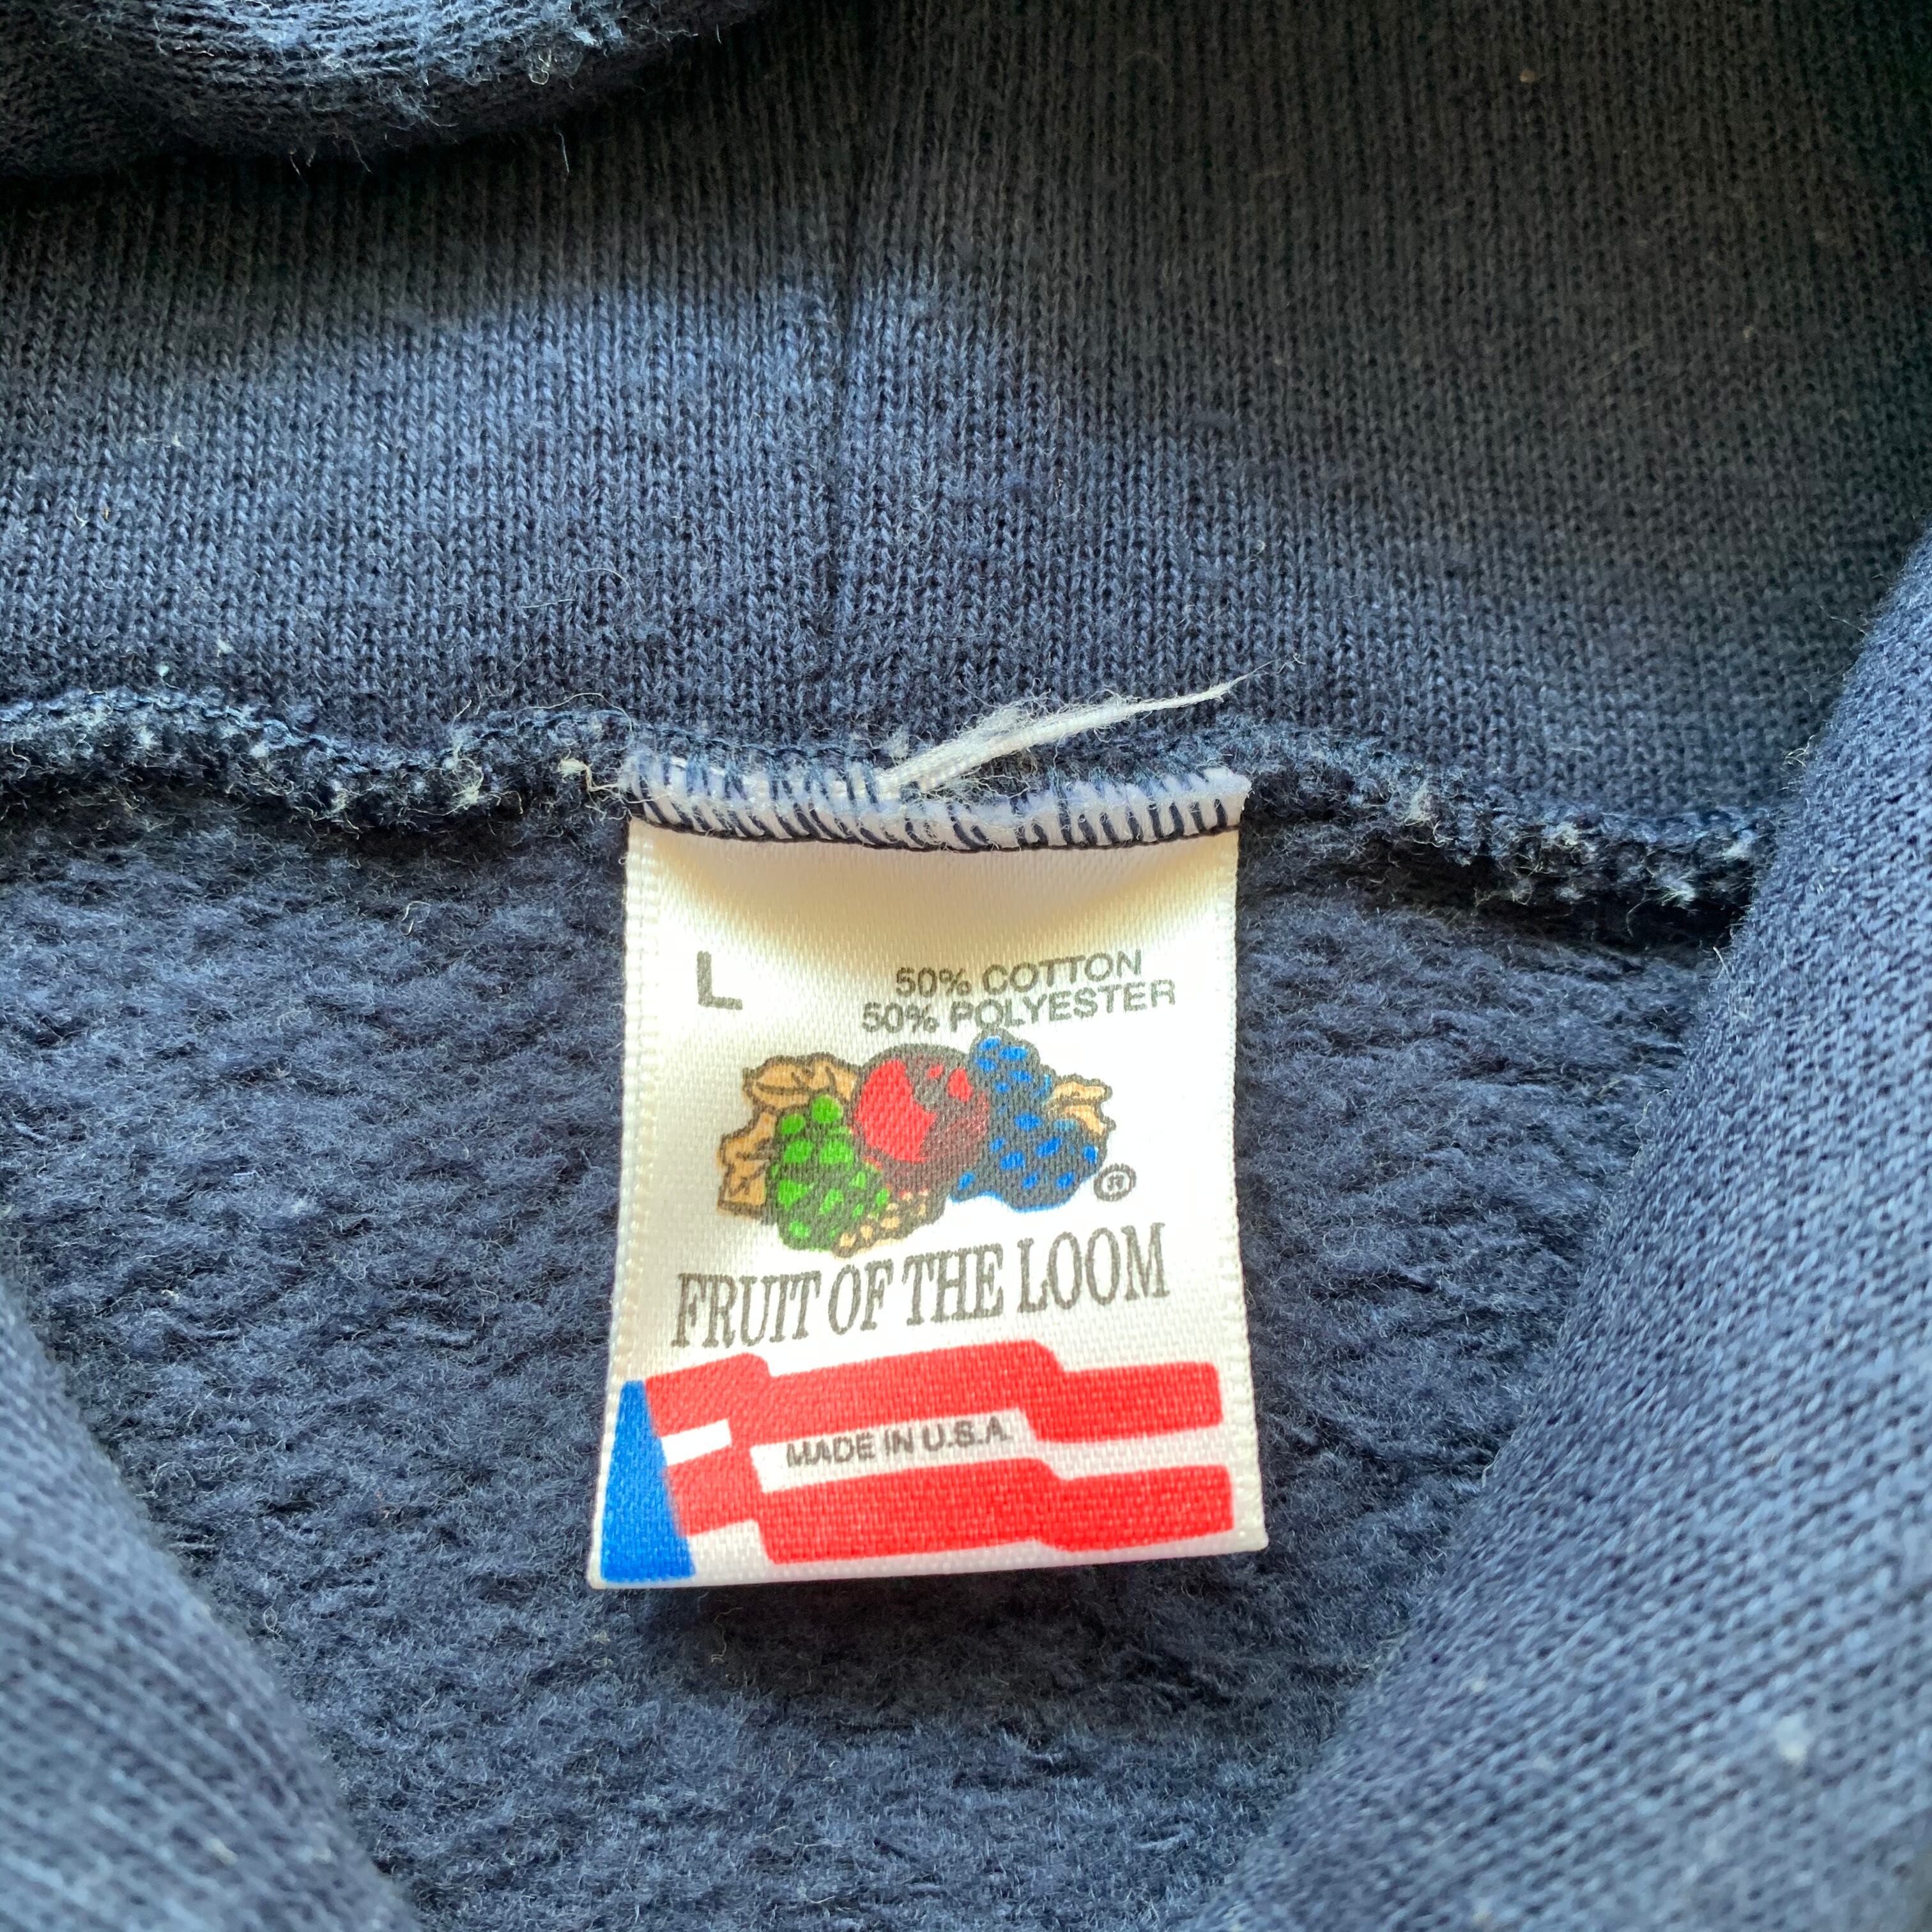 L
50% COTTON
50% POLYESTER
®
FRUIT OF THE LOOM
MADE IN U.S.A.